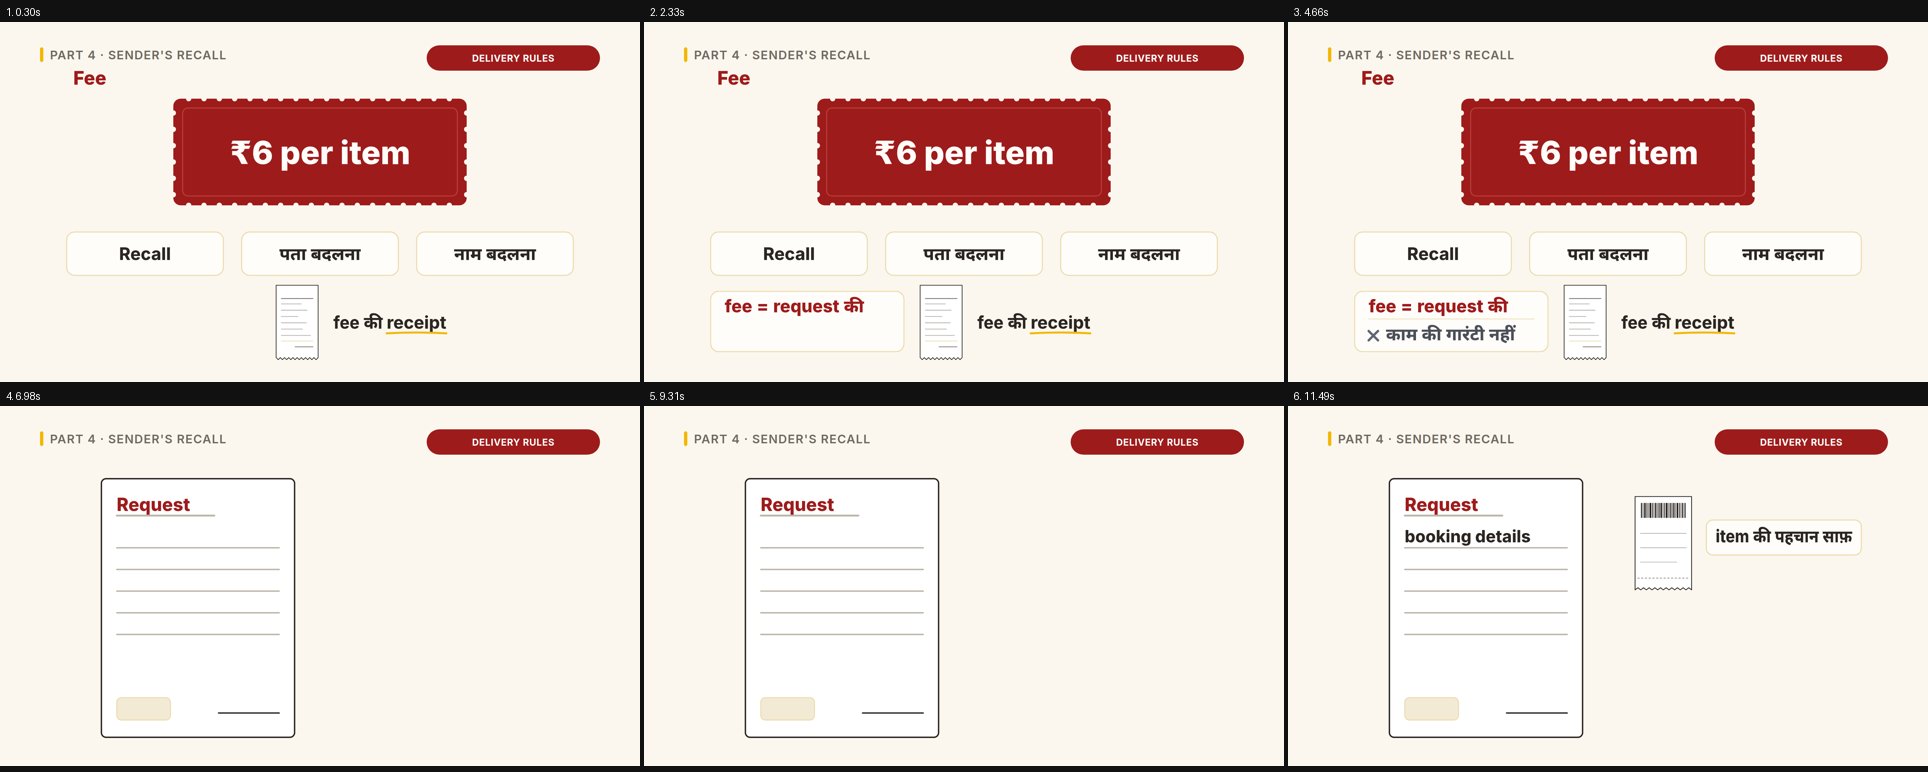 1. 0.30s
PART 4 · SENDER'S RECALL
DELIVERY RULES
Fee
₹6 per item
Recall
पता बदलना
नाम बदलना
fee की receipt
2. 2.33s
PART 4 · SENDER'S RECALL
DELIVERY RULES
Fee
₹6 per item
Recall
पता बदलना
नाम बदलना
fee = request की
fee की receipt
3. 4.66s
PART 4 · SENDER'S RECALL
DELIVERY RULES
Fee
₹6 per item
Recall
पता बदलना
नाम बदलना
fee = request की
× काम की गारंटी नहीं
fee की receipt
4. 6.98s
PART 4 · SENDER'S RECALL
DELIVERY RULES
Request
5. 9.31s
PART 4 · SENDER'S RECALL
DELIVERY RULES
Request
6. 11.49s
PART 4 · SENDER'S RECALL
DELIVERY RULES
Request
booking details
item की पहचान साफ़